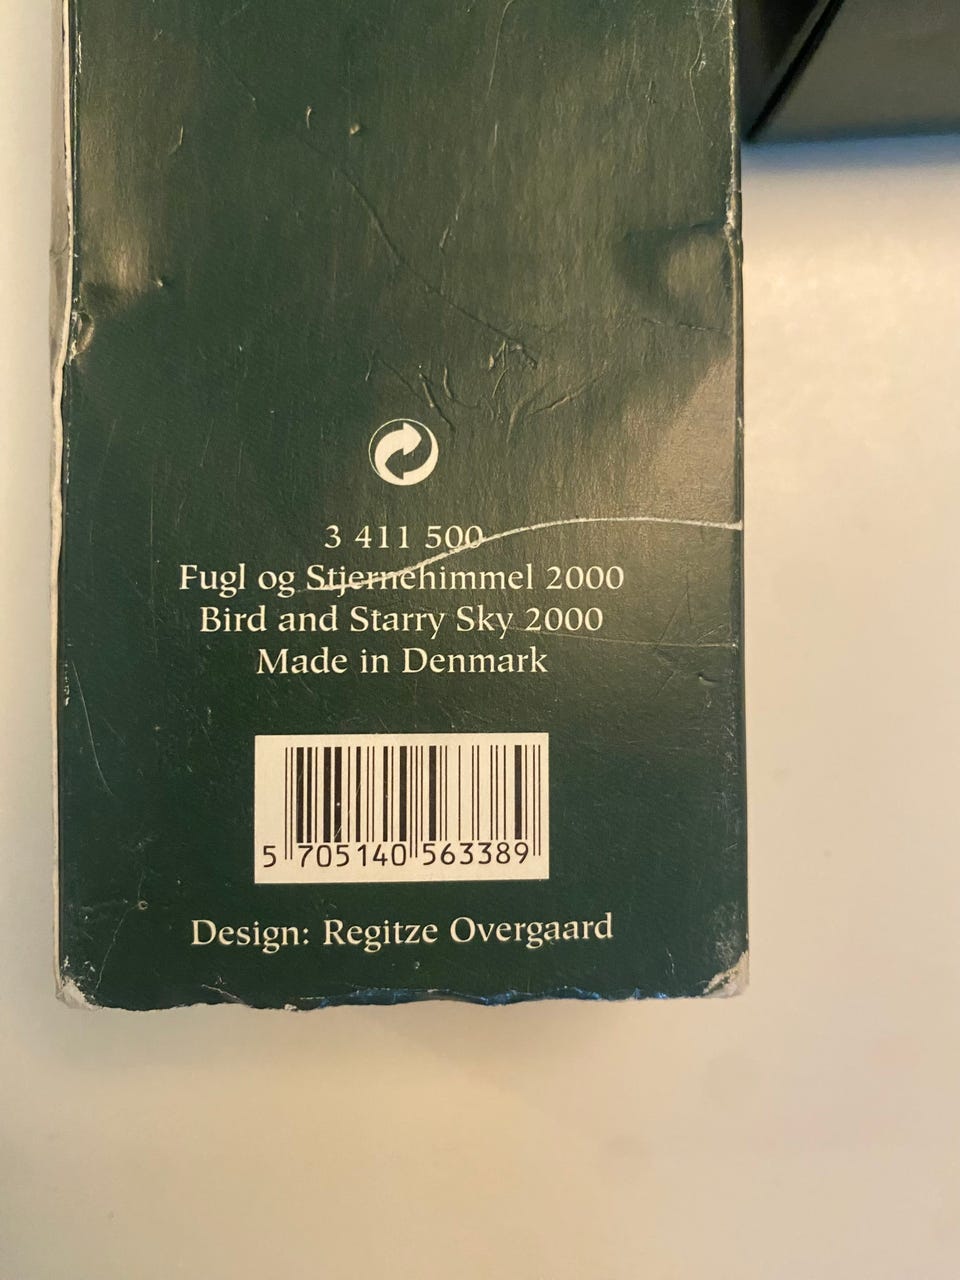 3 411 500
Fugl og Stjernehimmel 2000
Bird and Starry Sky 2000
Made in Denmark
5 705140 563389
Design: Regitze Overgaard